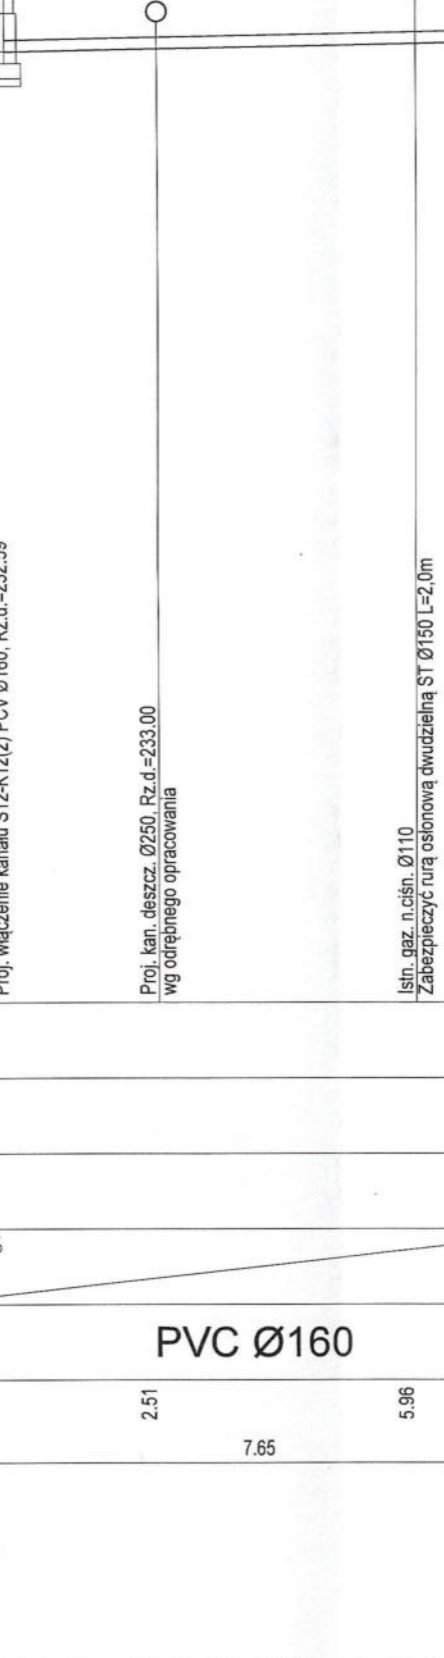 Proj. włączenie kanału ST2-KT2(2) PCV Ø160, Rz.d.=232.59
Proj. kan. deszcz. Ø250, Rz.d.=233.00
wg odrębnego opracowania
Istn. gaz. n.ciśn. Ø110
Zabezpieczyć rurą osłonową dwudzielną ST Ø150 L=2,0m
PVC Ø160
2.51
5.96
7.65